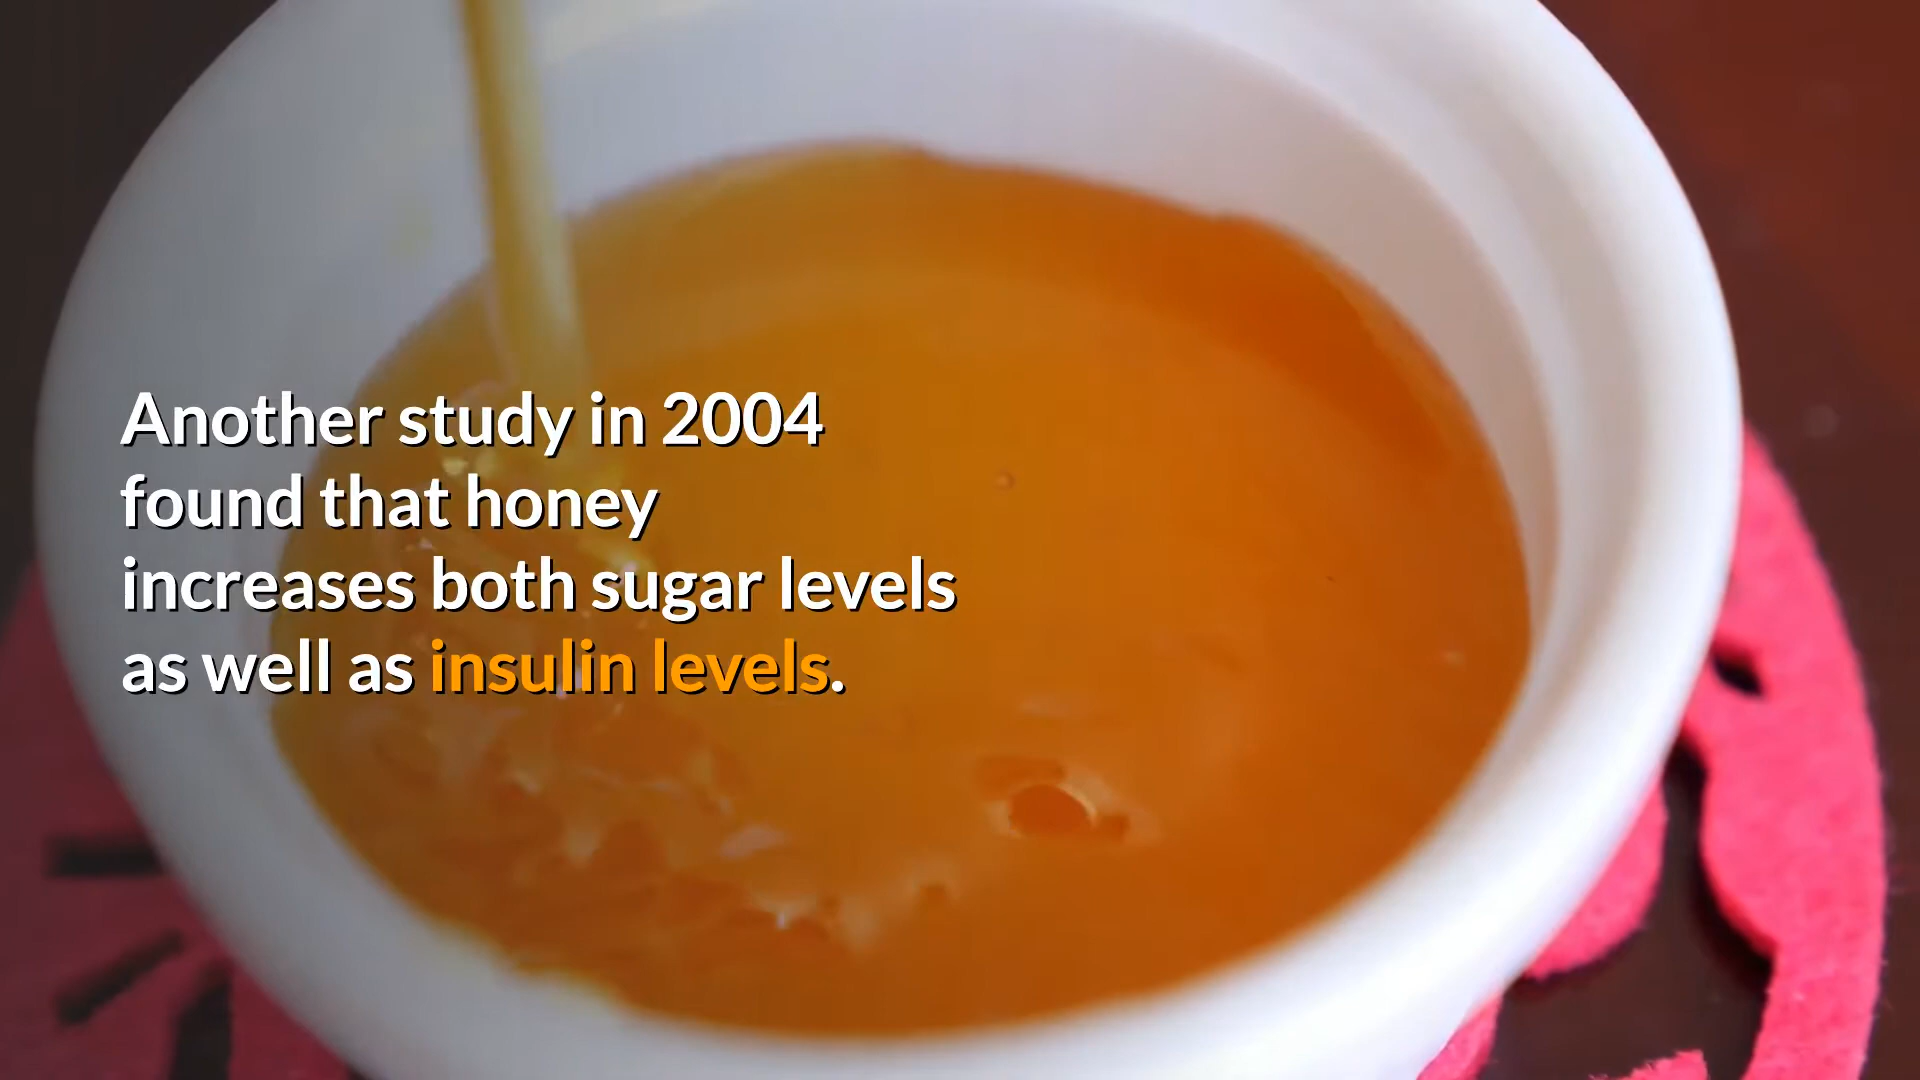 Another study in 2004
found that honey
increases both sugar levels
as well as insulin levels.